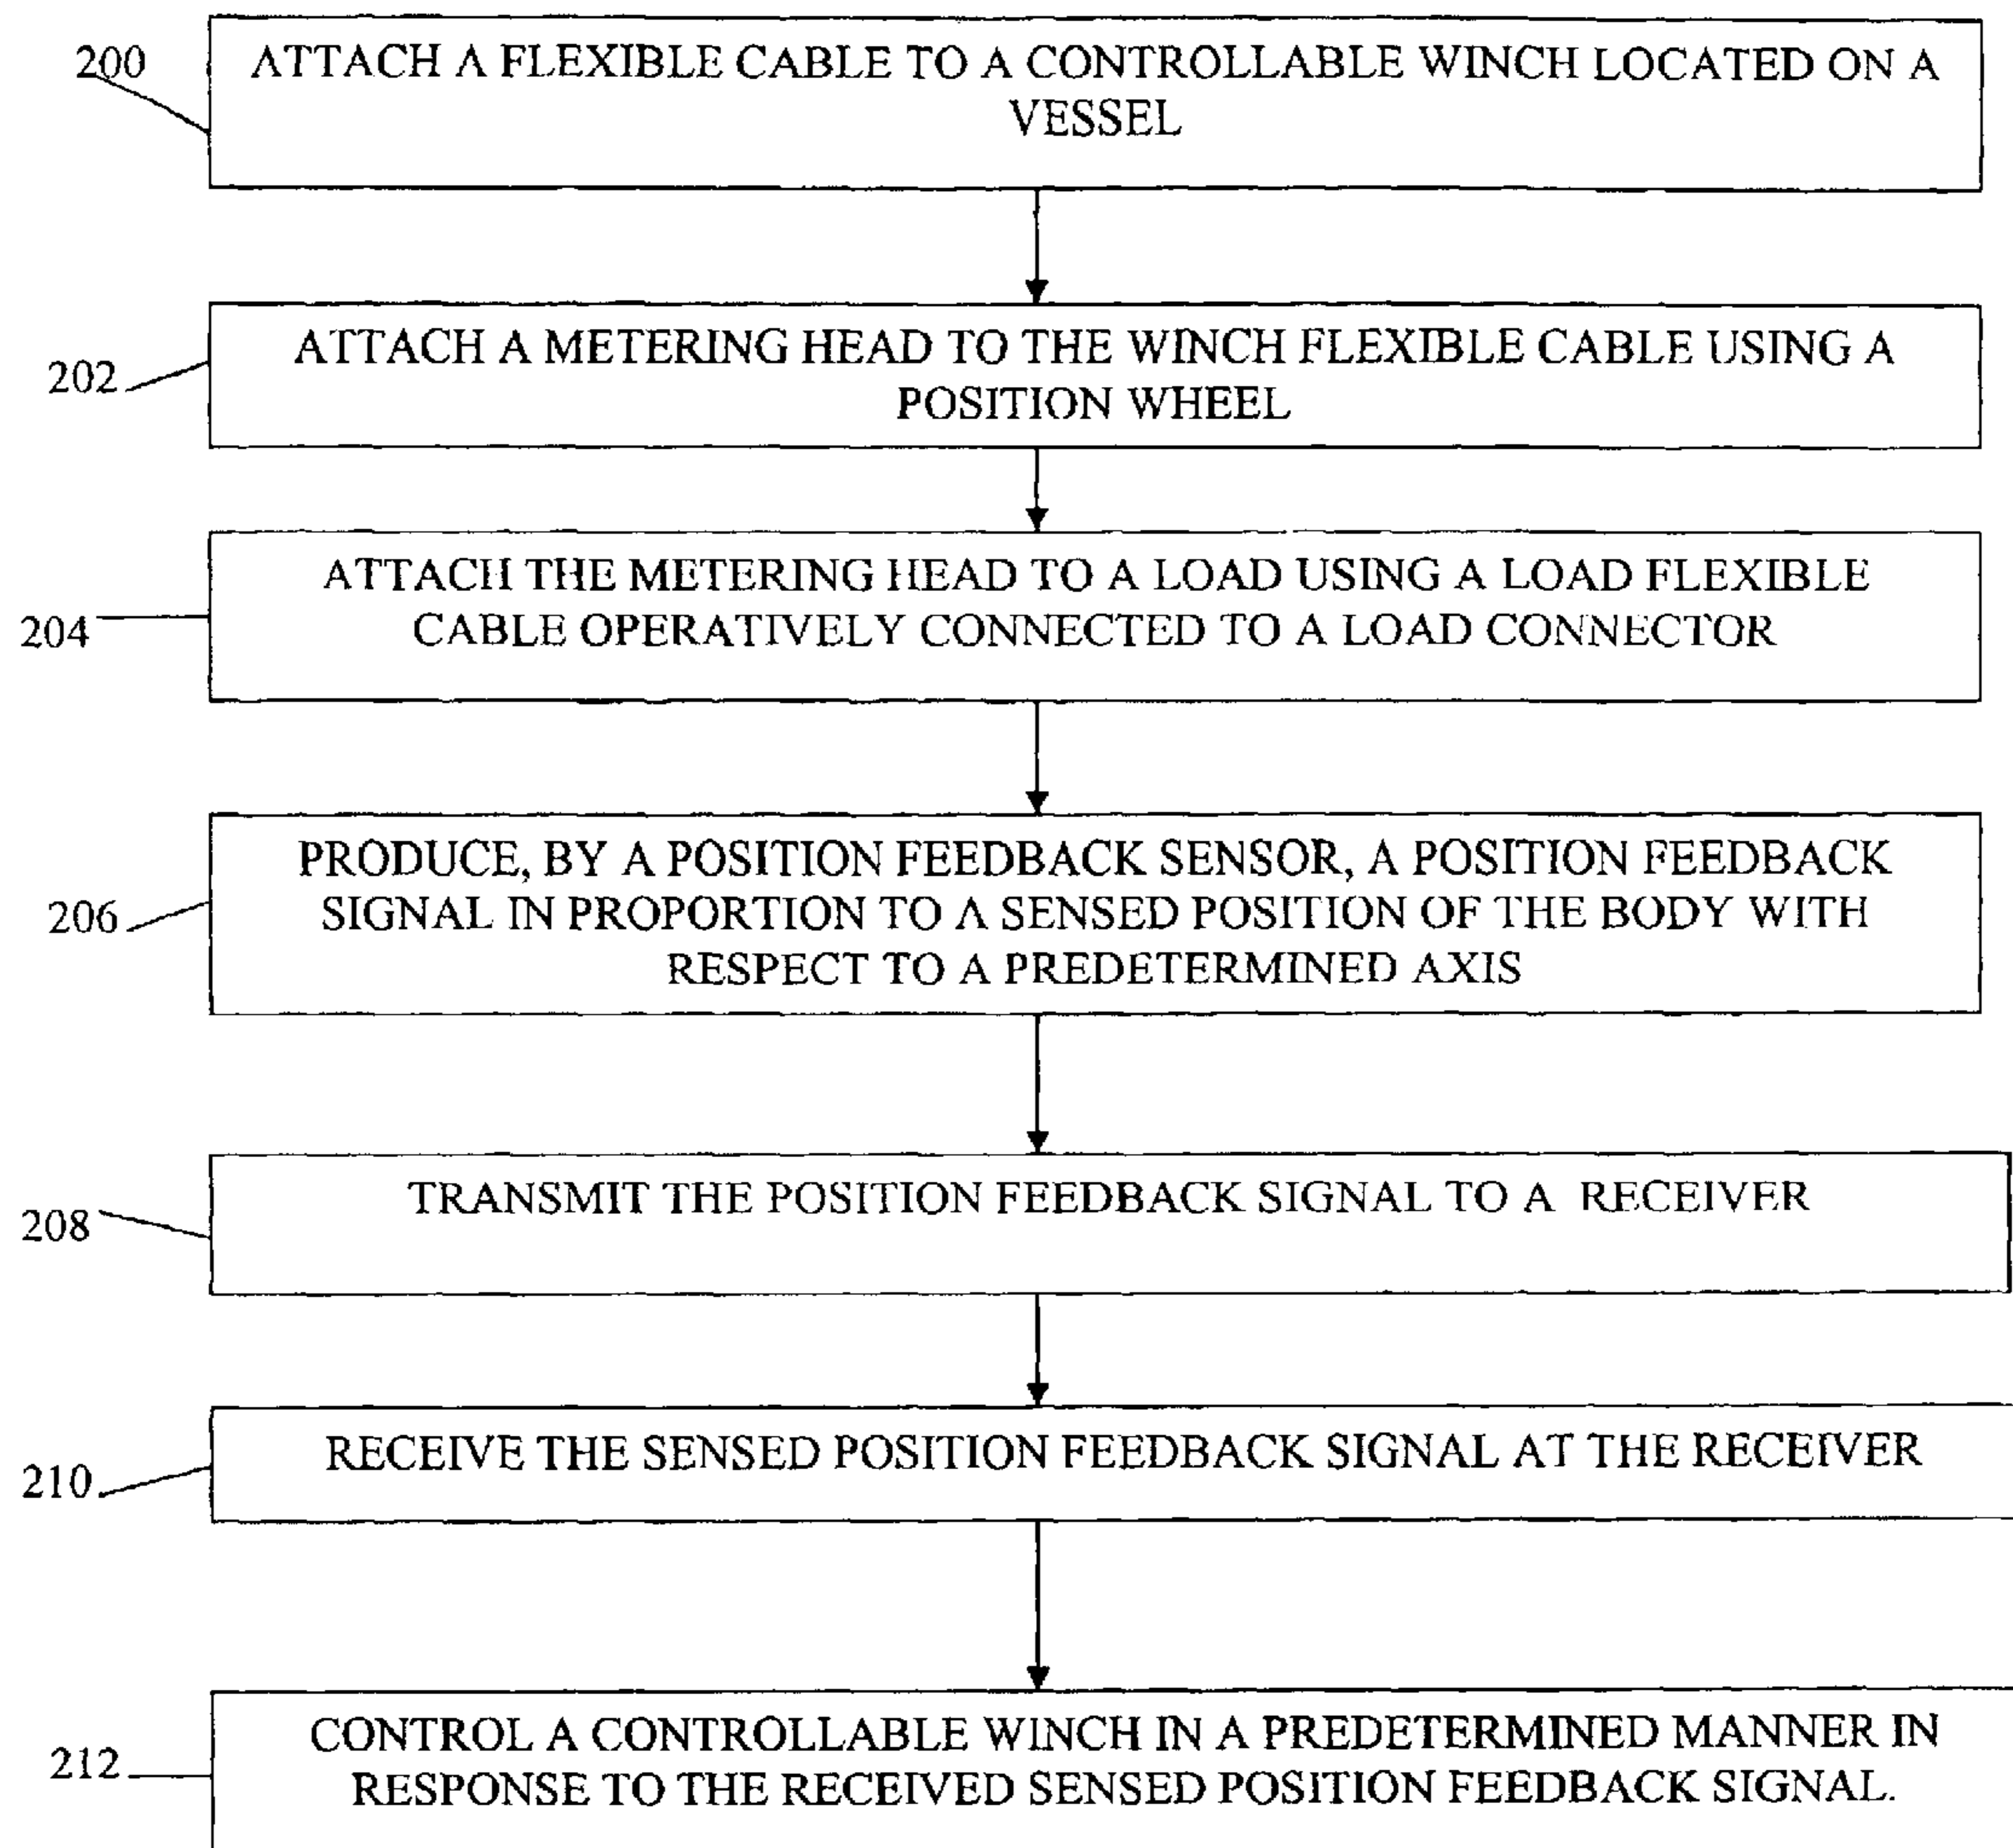 200
ATTACH A FLEXIBLE CABLE TO A CONTROLLABLE WINCH LOCATED ON A
VESSEL
202
ATTACH A METERING HEAD TO THE WINCH FLEXIBLE CABLE USING A
POSITION WHEEL
204
ATTACH THE METERING HEAD TO A LOAD USING A LOAD FLEXIBLE
CABLE OPERATIVELY CONNECTED TO A LOAD CONNECTOR
206
PRODUCE, BY A POSITION FEEDBACK SENSOR, A POSITION FEEDBACK
SIGNAL IN PROPORTION TO A SENSED POSITION OF THE BODY WITH
RESPECT TO A PREDETERMINED AXIS
208
TRANSMIT THE POSITION FEEDBACK SIGNAL TO A RECEIVER
210
RECEIVE THE SENSED POSITION FEEDBACK SIGNAL AT THE RECEIVER
212
CONTROL A CONTROLLABLE WINCH IN A PREDETERMINED MANNER IN
RESPONSE TO THE RECEIVED SENSED POSITION FEEDBACK SIGNAL.